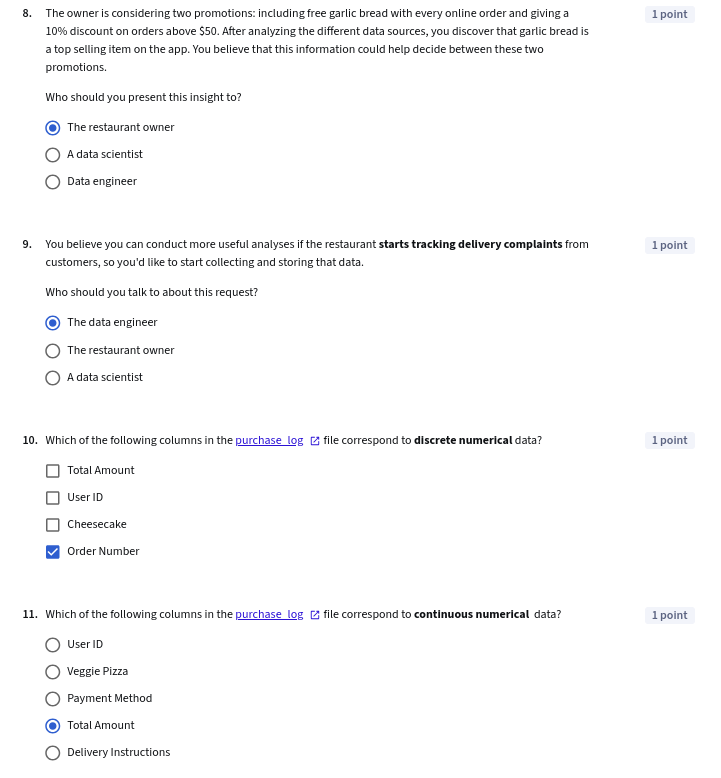 8. The owner is considering two promotions: including free garlic bread with every online order and giving a 1 point
10% discount on orders above $50. After analyzing the different data sources, you discover that garlic bread is
a top selling item on the app. You believe that this information could help decide between these two
promotions.
Who should you present this insight to?
The restaurant owner
A data scientist
Data engineer
9. You believe you can conduct more useful analyses if the restaurant starts tracking delivery complaints from 1 point
customers, so you'd like to start collecting and storing that data.
Who should you talk to about this request?
The data engineer
The restaurant owner
A data scientist
10. Which of the following columns in the purchase_log file correspond to discrete numerical data? 1 point
Total Amount
User ID
Cheesecake
Order Number
11. Which of the following columns in the purchase_log file correspond to continuous numerical data? 1 point
User ID
Veggie Pizza
Payment Method
Total Amount
Delivery Instructions